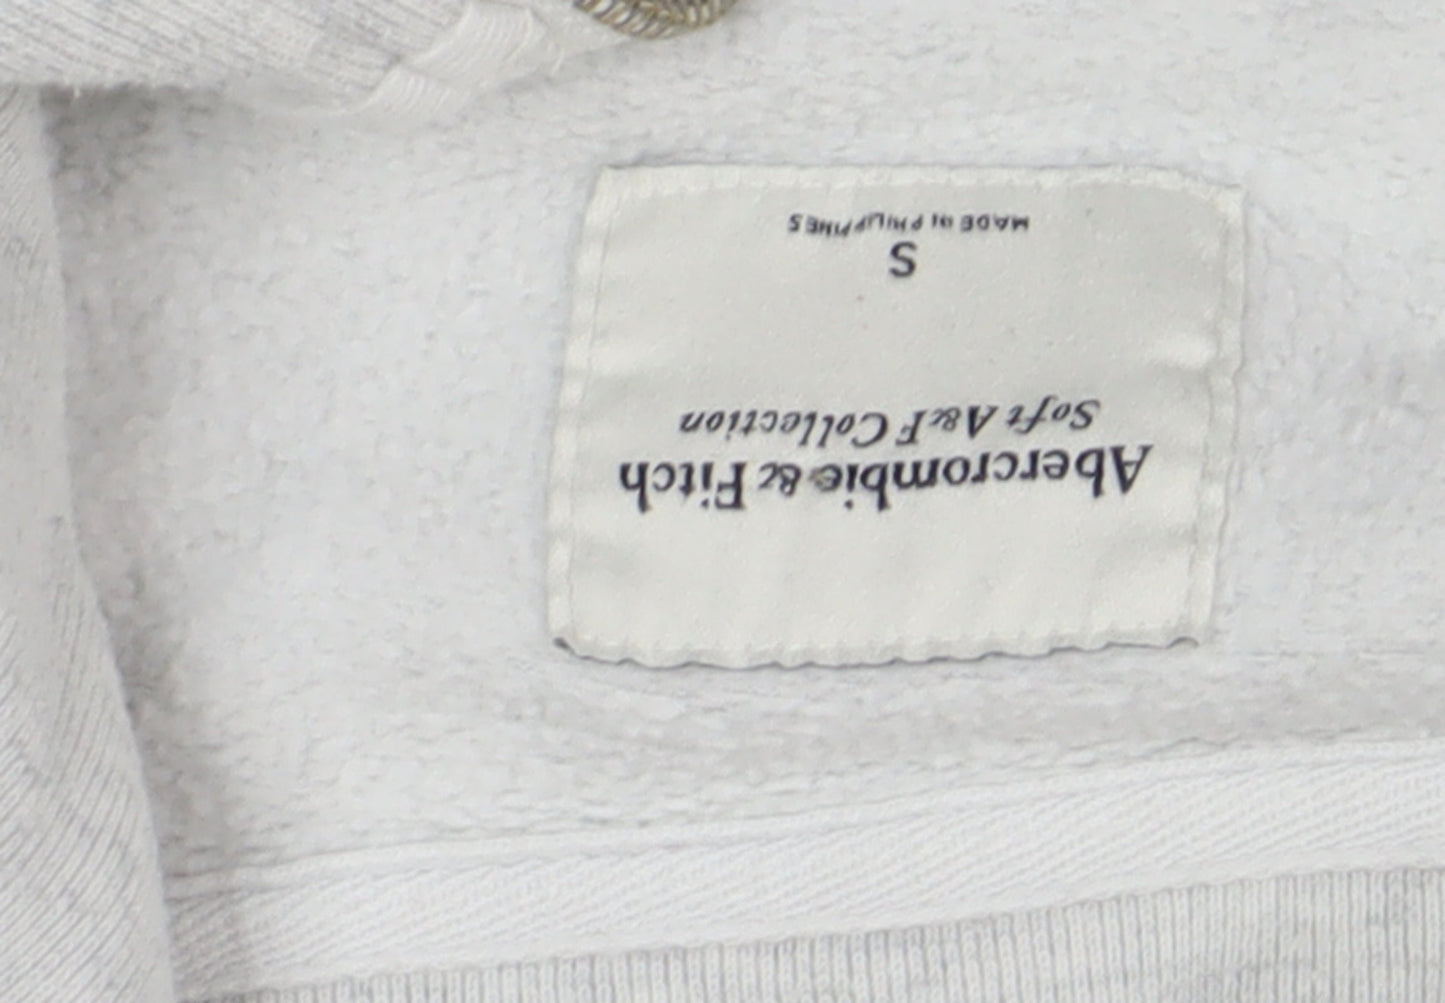 Abercrombie & Fitch
Soft A&F Collection
S
MADE IN PHILIPPINES